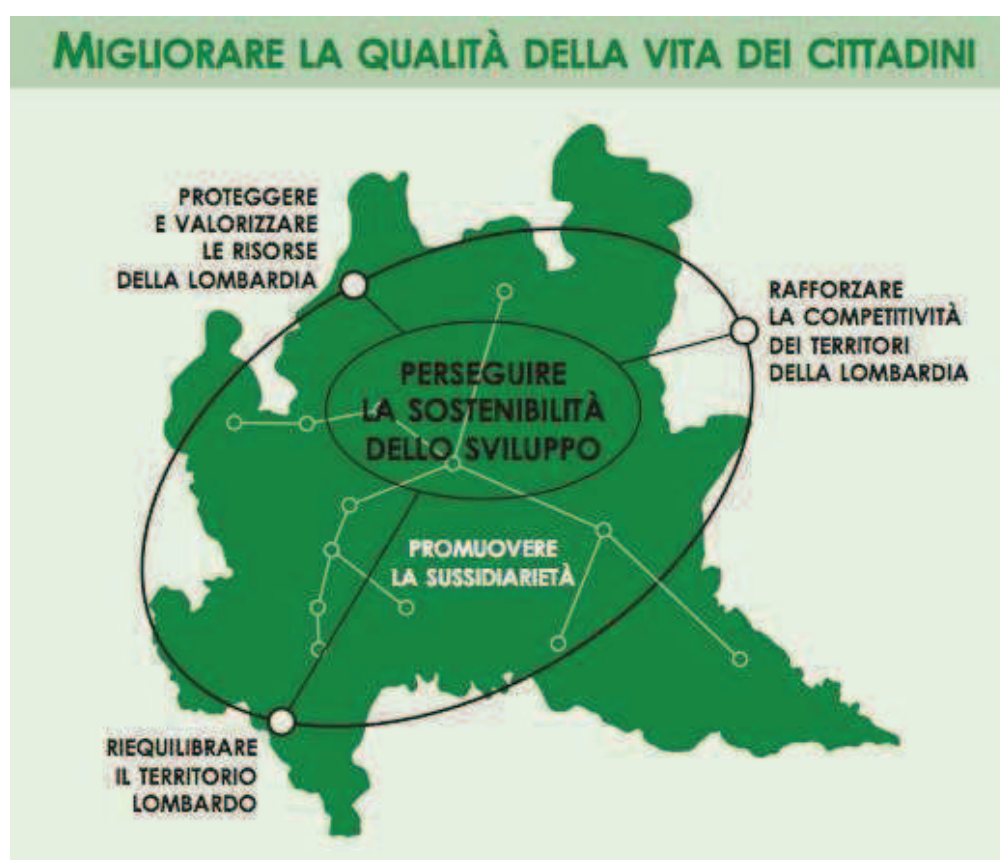 MIGLIORARE LA QUALITÀ DELLA VITA DEI CITTADINI
PROTEGGERE
E VALORIZZARE
LE RISORSE
DELLA LOMBARDIA
RAFFORZARE
LA COMPETITIVITÀ
DEI TERRITORI
DELLA LOMBARDIA
PERSEGUIRE
LA SOSTENIBILITÀ
DELLO SVILUPPO
PROMUOVERE
LA SUSSIDIARIETÀ
RIEQUILIBRARE
IL TERRITORIO
LOMBARDO